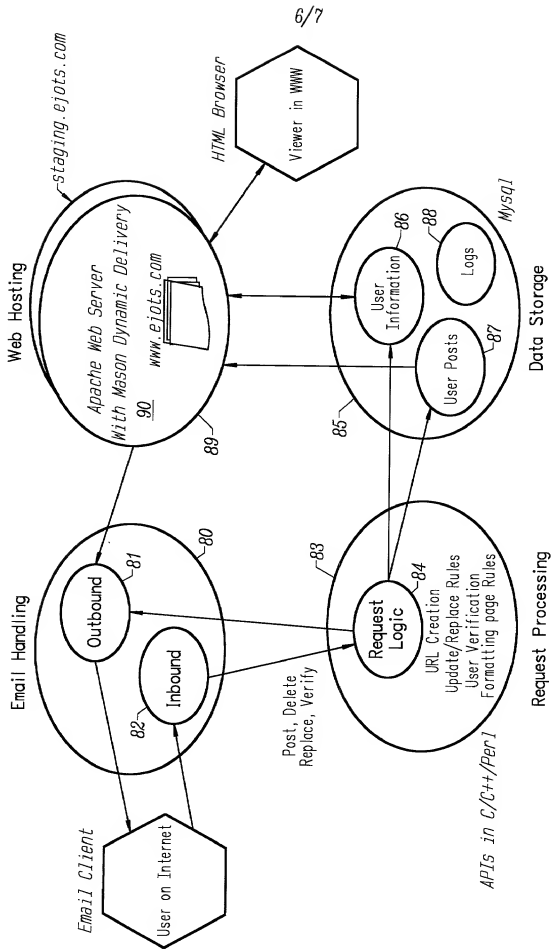 6/7
Email Client
User on Internet
Email Handling
Outbound
81
82
Inbound
80
Web Hosting
staging.ejots.com
Apache Web Server
With Mason Dynamic Delivery
90
www.ejots.com
89
HTML Browser
Viewer in WWW
Post, Delete
Replace, Verify
83
Request
Logic
84
URL Creation
Update/Replace Rules
User Verification
Formatting page Rules
APIs in C/C++/Perl
Request Processing
85
User
Information
86
User Posts
87
88
Logs
Mysql
Data Storage